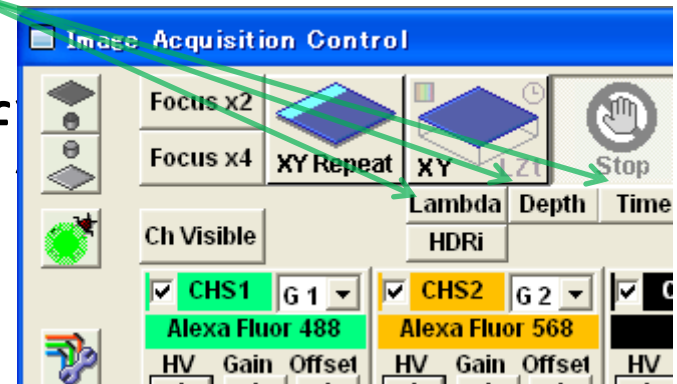 Image Acquisition Control
Focus x2
Focus x4
XY Repeat
XY
LZt
Stop
Lambda Depth Time
Ch Visible
HDRi
CHS1 G 1 CHS2 G 2
Alexa Fluor 488 Alexa Fluor 568
HV Gain Offset HV Gain Offset HV